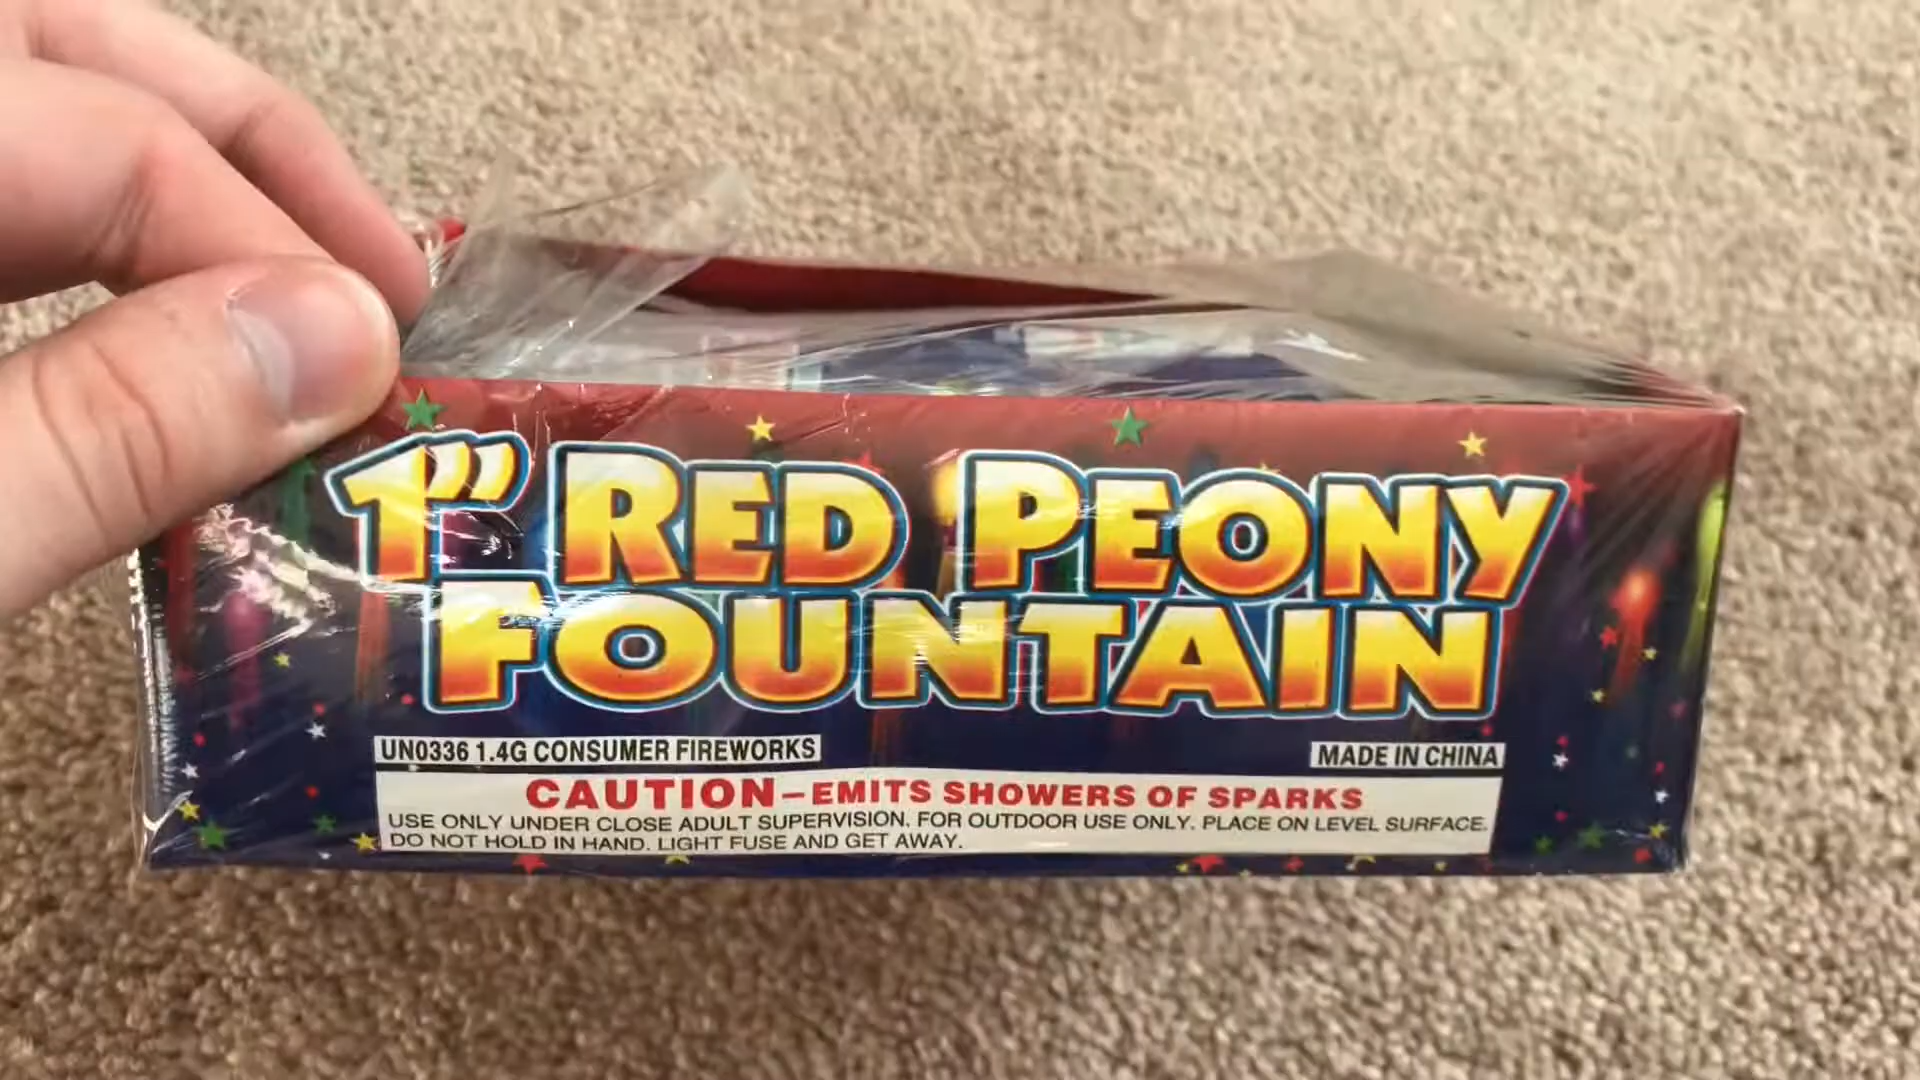 1" RED PEONY
FOUNTAIN
UN0336 1.4G CONSUMER FIREWORKS
MADE IN CHINA
CAUTION–EMITS SHOWERS OF SPARKS
USE ONLY UNDER CLOSE ADULT SUPERVISION. FOR OUTDOOR USE ONLY. PLACE ON LEVEL SURFACE.
DO NOT HOLD IN HAND. LIGHT FUSE AND GET AWAY.